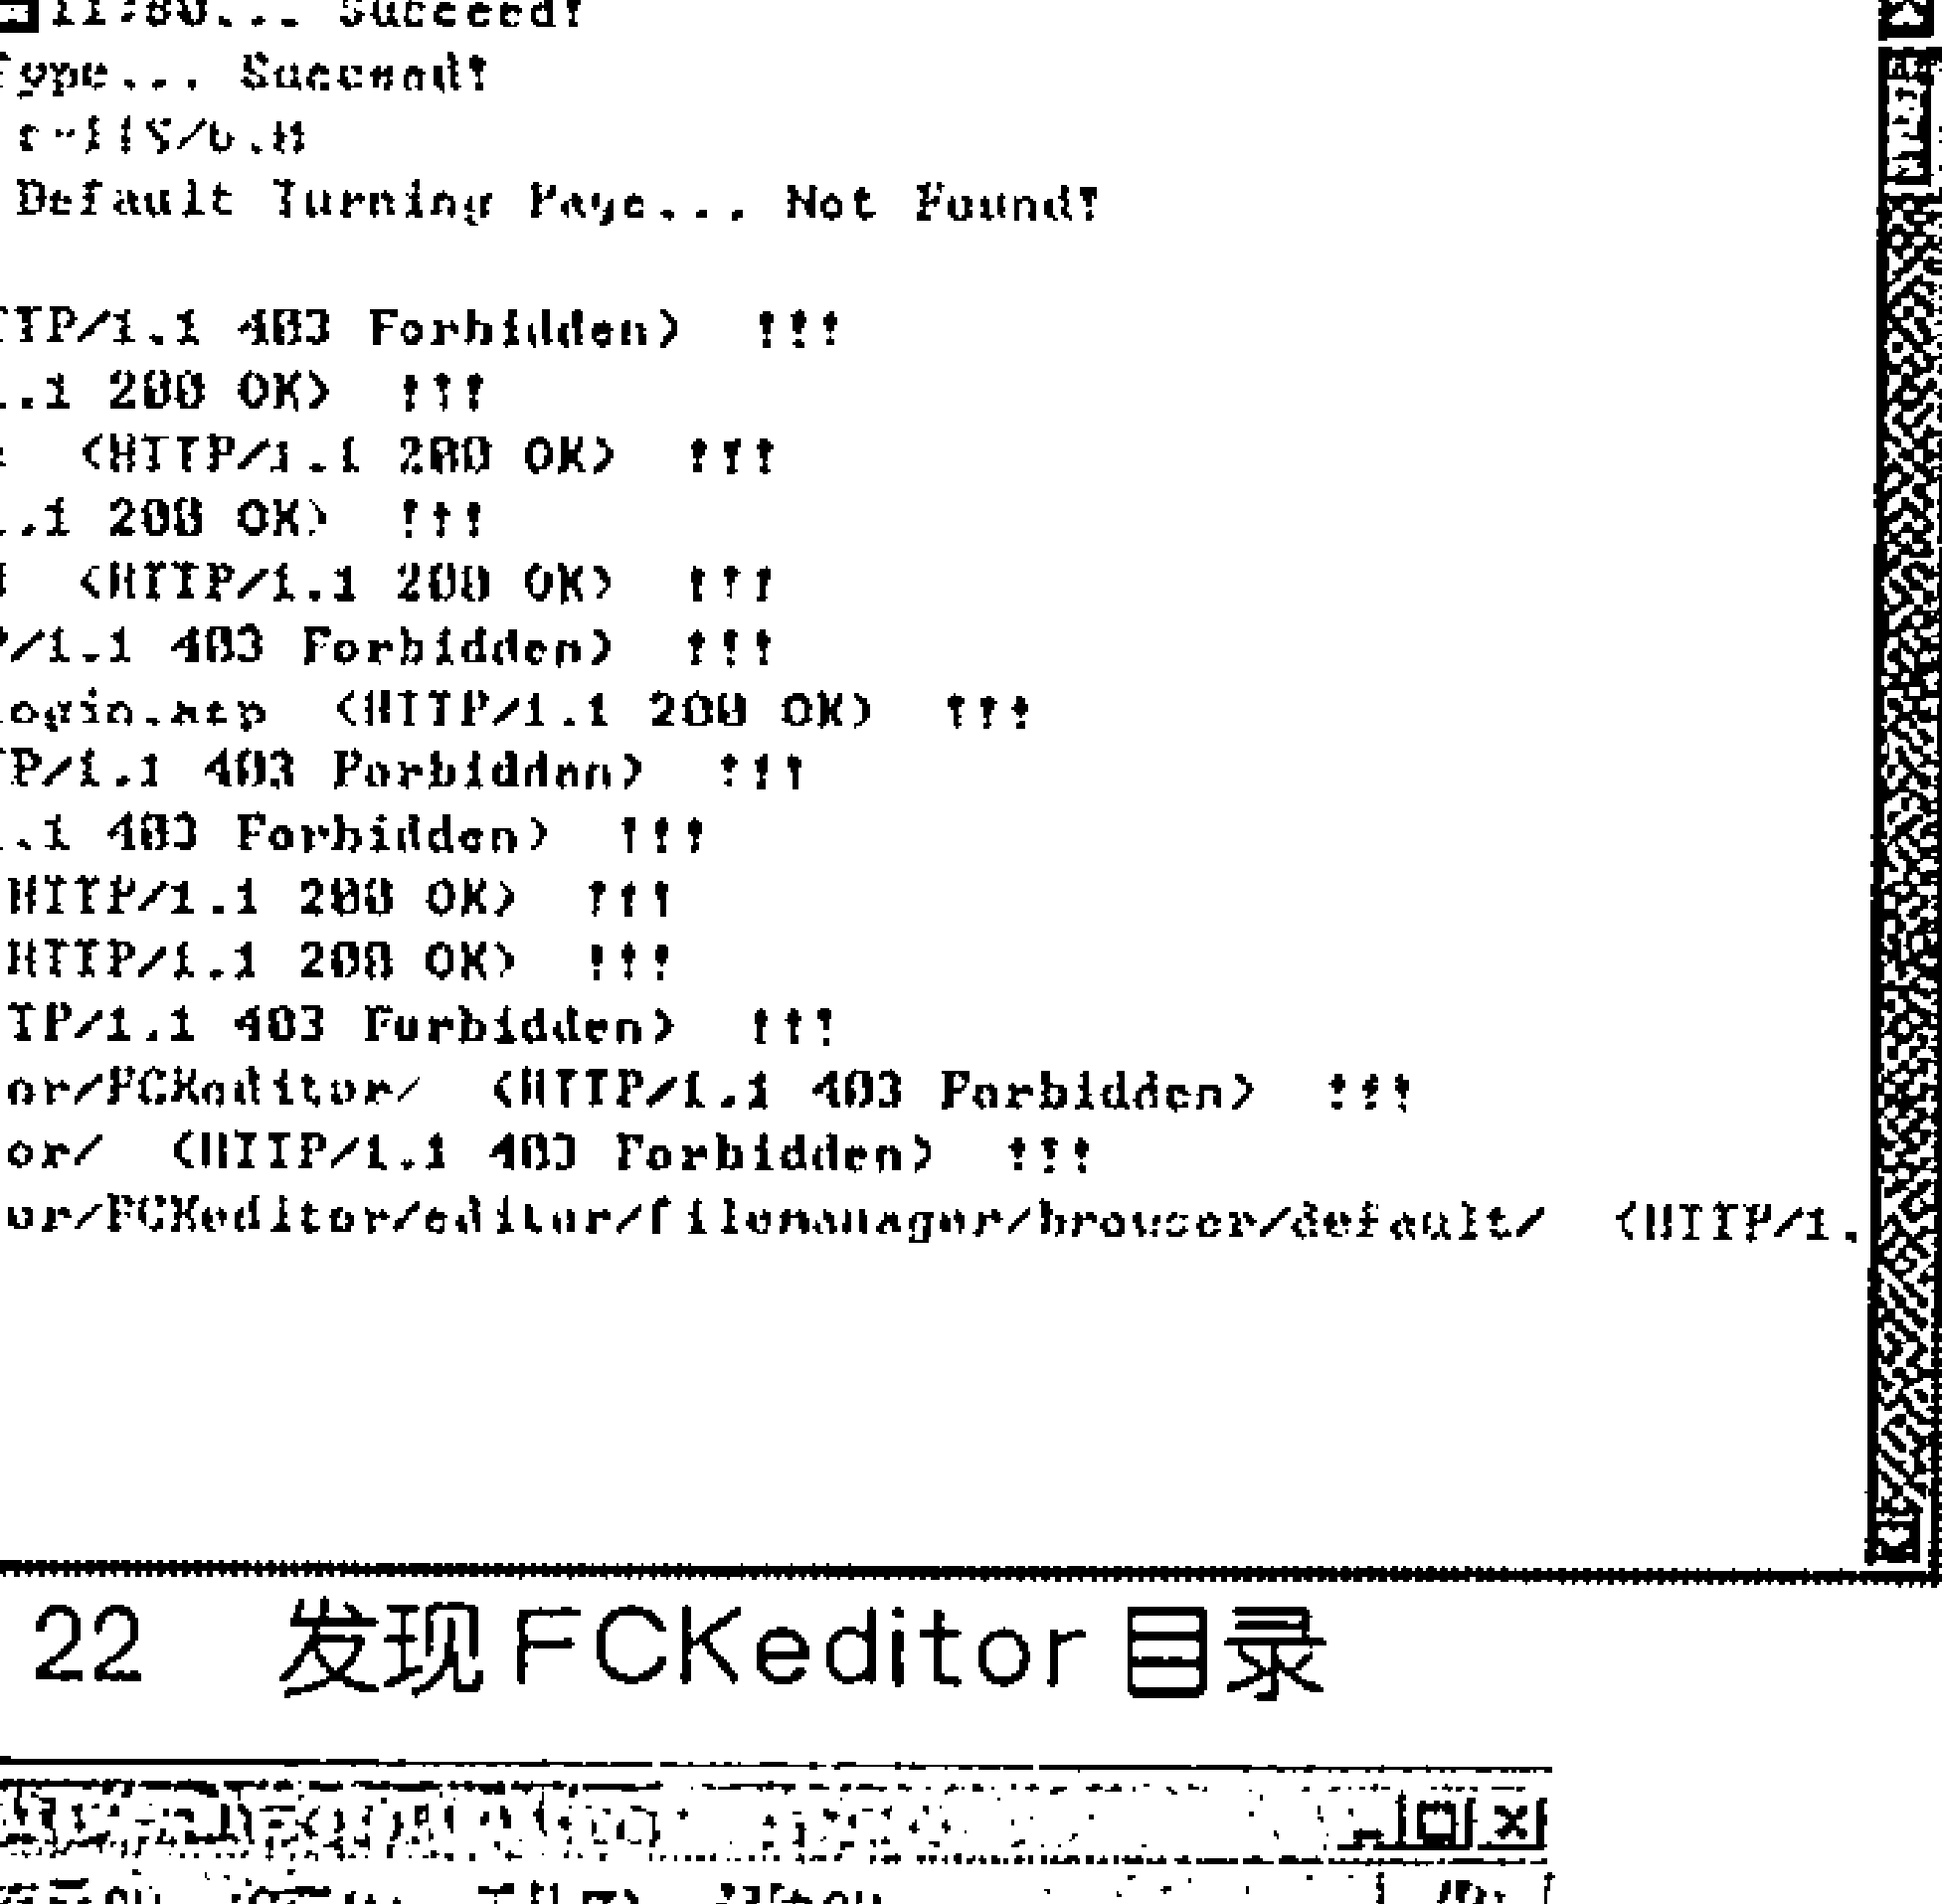 11:80... Succeed!
Type... Succeed!
Default Turning Page... Not Found!
TTP/1.1 403 Forbidden) !!!
.1 200 OK) !!!
(HTTP/1.1 200 OK) !!!
.1 200 OK) !!!
(HTTP/1.1 200 OK) !!!
P/1.1 403 Forbidden) !!!
login.asp (HTTP/1.1 200 OK) !!!
TP/1.1 403 Forbidden) !!!
.1 403 Forbidden) !!!
HTTP/1.1 200 OK) !!!
HTTP/1.1 200 OK) !!!
TP/1.1 403 Forbidden) !!!
or/FCKeditor/ (HTTP/1.1 403 Forbidden) !!!
or/ (HTTP/1.1 403 Forbidden) !!!
or/FCKeditor/editor/filemanager/browser/default/ (HTTP/1.
22 发现FCKeditor目录